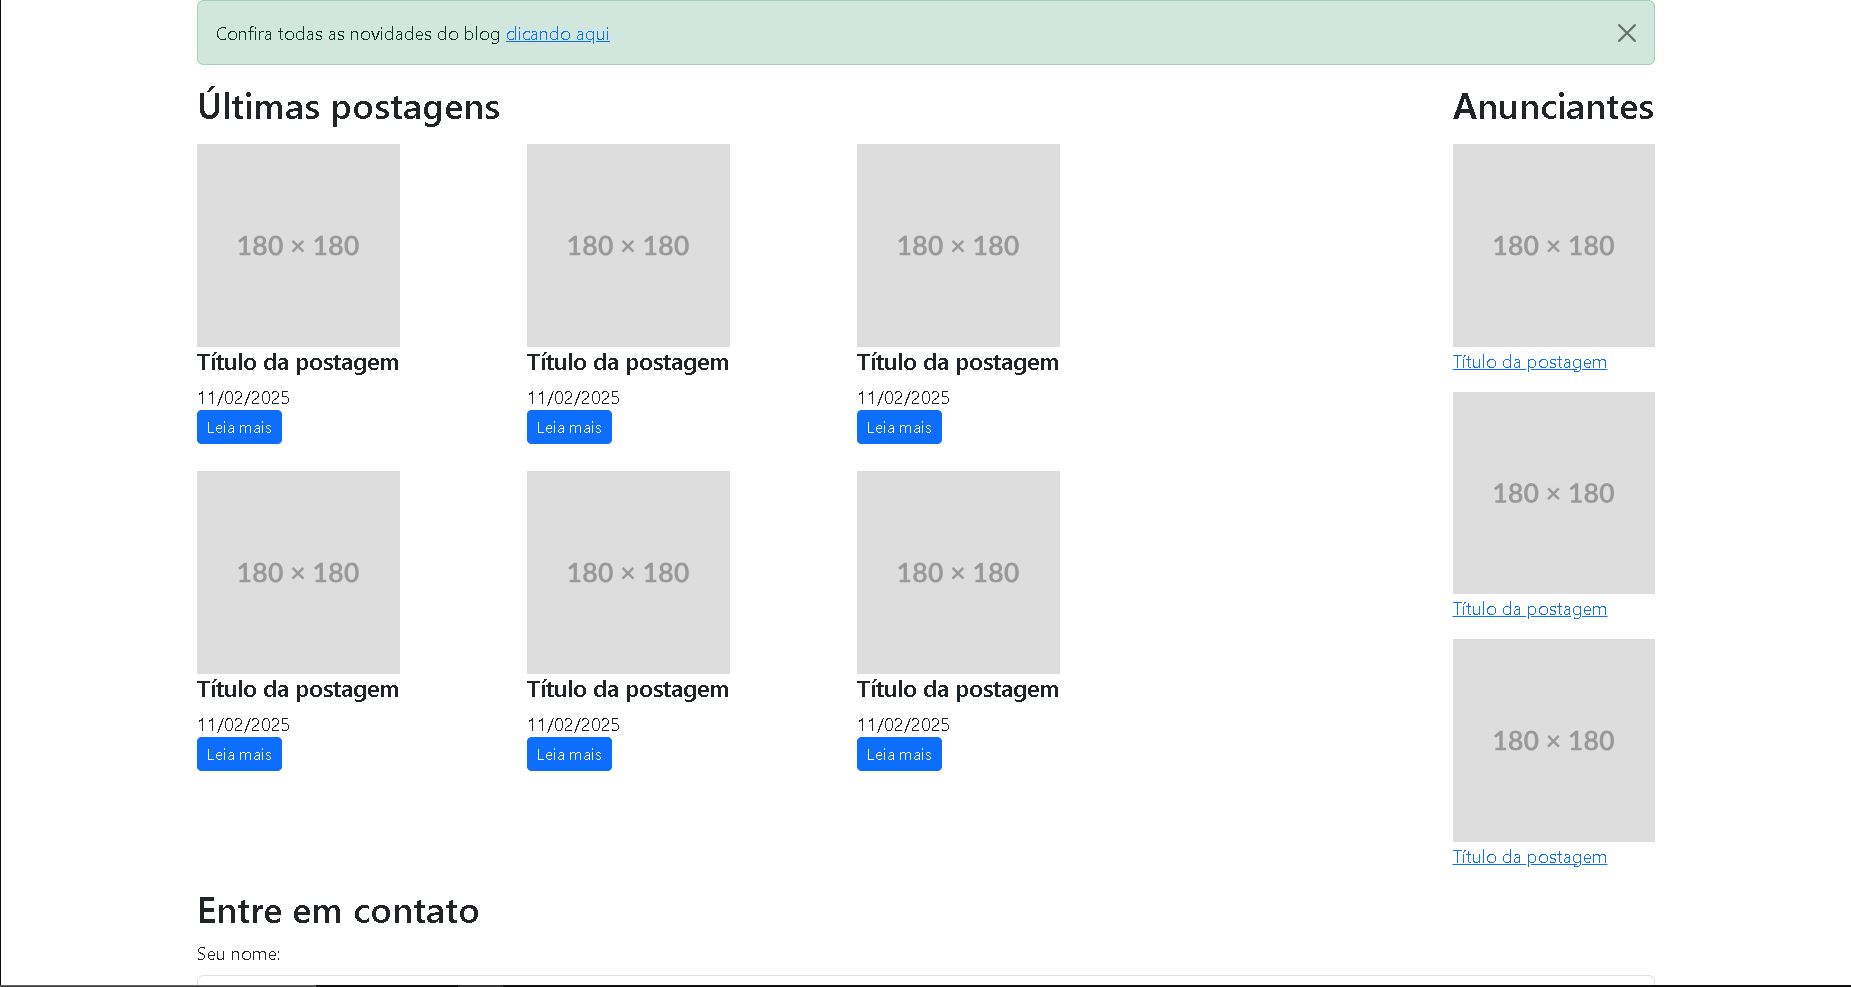 Confira todas as novidades do blog clicando aqui
Últimas postagens
180 × 180
180 × 180
180 × 180
Título da postagem
Título da postagem
Título da postagem
11/02/2025
11/02/2025
11/02/2025
Leia mais
Leia mais
Leia mais
180 × 180
180 × 180
180 × 180
Título da postagem
Título da postagem
Título da postagem
11/02/2025
11/02/2025
11/02/2025
Leia mais
Leia mais
Leia mais
Anunciantes
180 × 180
Título da postagem
180 × 180
Título da postagem
180 × 180
Título da postagem
Entre em contato
Seu nome: